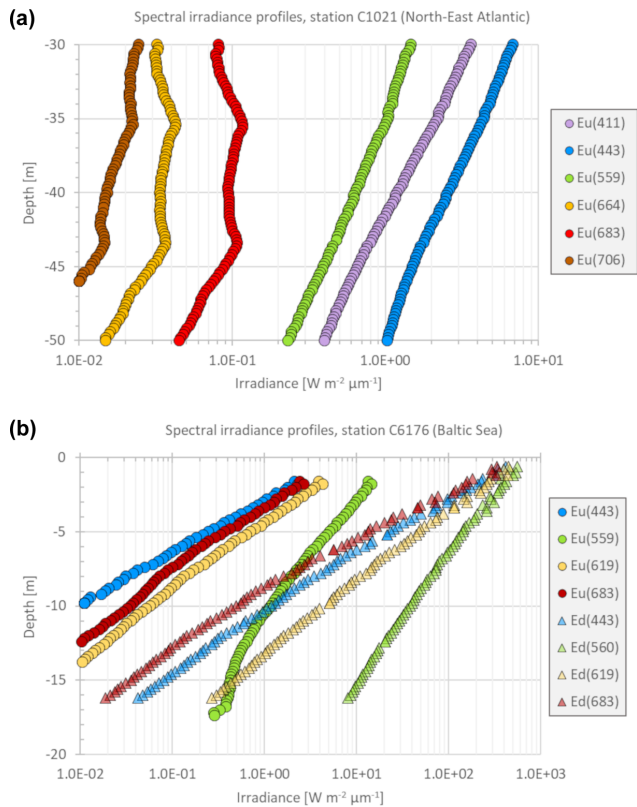 (a)
Spectral irradiance profiles, station C1021 (North-East Atlantic)
-30
-35
-40
-45
-50
Depth [m]
1.0E-02 1.0E-01 1.0E+00 1.0E+01
Irradiance [W m⁻² µm⁻¹]
Eu(411)
Eu(443)
Eu(559)
Eu(664)
Eu(683)
Eu(706)
(b)
Spectral irradiance profiles, station C6176 (Baltic Sea)
0
-5
-10
-15
-20
Depth [m]
1.0E-02 1.0E-01 1.0E+00 1.0E+01 1.0E+02 1.0E+03
Irradiance [W m⁻² µm⁻¹]
Eu(443)
Eu(559)
Eu(619)
Eu(683)
Ed(443)
Ed(560)
Ed(619)
Ed(683)